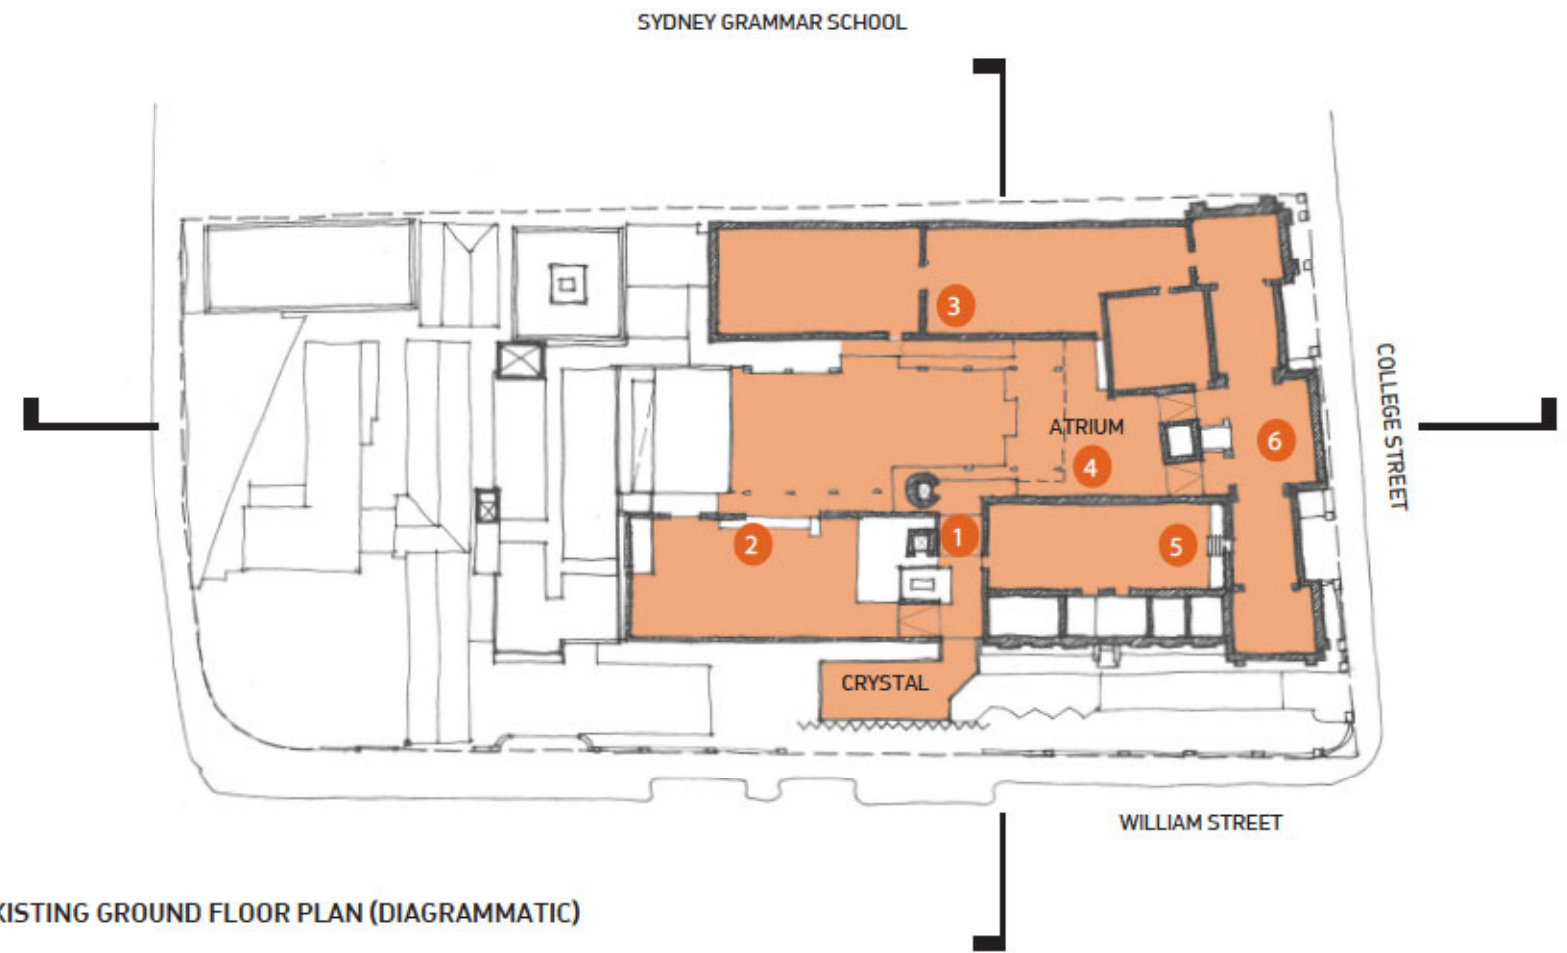 SYDNEY GRAMMAR SCHOOL
3
COLLEGE STREET
ATRIUM
6
4
1
2
5
CRYSTAL
WILLIAM STREET
XISTING GROUND FLOOR PLAN (DIAGRAMMATIC)